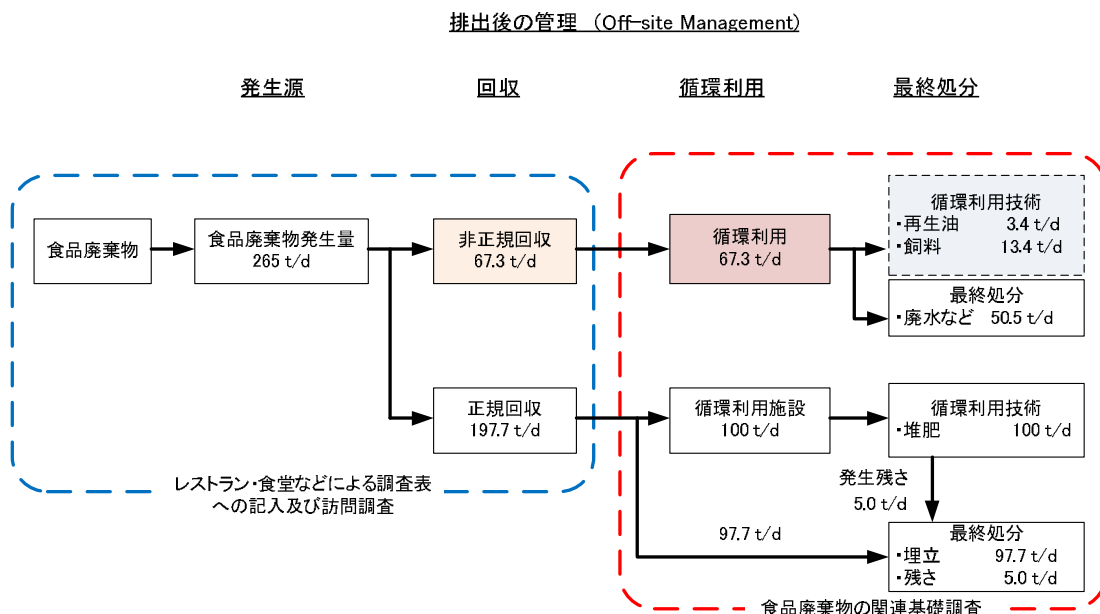 排出後の管理 (Off-site Management)
発生源
回収
循環利用
最終処分
食品廃棄物
食品廃棄物発生量
265 t/d
非正規回収
67.3 t/d
循環利用
67.3 t/d
循環利用技術
・再生油 3.4 t/d
・飼料 13.4 t/d
最終処分
・廃水など 50.5 t/d
正規回収
197.7 t/d
循環利用施設
100 t/d
循環利用技術
・堆肥 100 t/d
発生残さ
5.0 t/d
97.7 t/d
最終処分
・埋立 97.7 t/d
・残さ 5.0 t/d
レストラン・食堂などによる調査表
への記入及び訪問調査
食品廃棄物の関連基礎調査